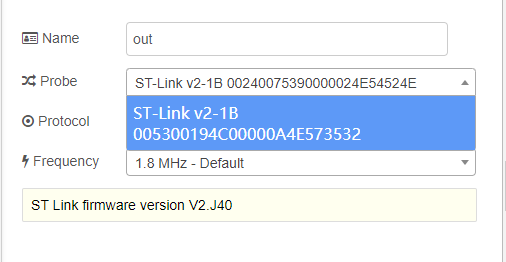 Name
out
Probe
ST-Link v2-1B 00240075390000024E54524E
ST-Link v2-1B
005300194C00000A4E573532
Protocol
Frequency
1.8 MHz - Default
ST Link firmware version V2.J40